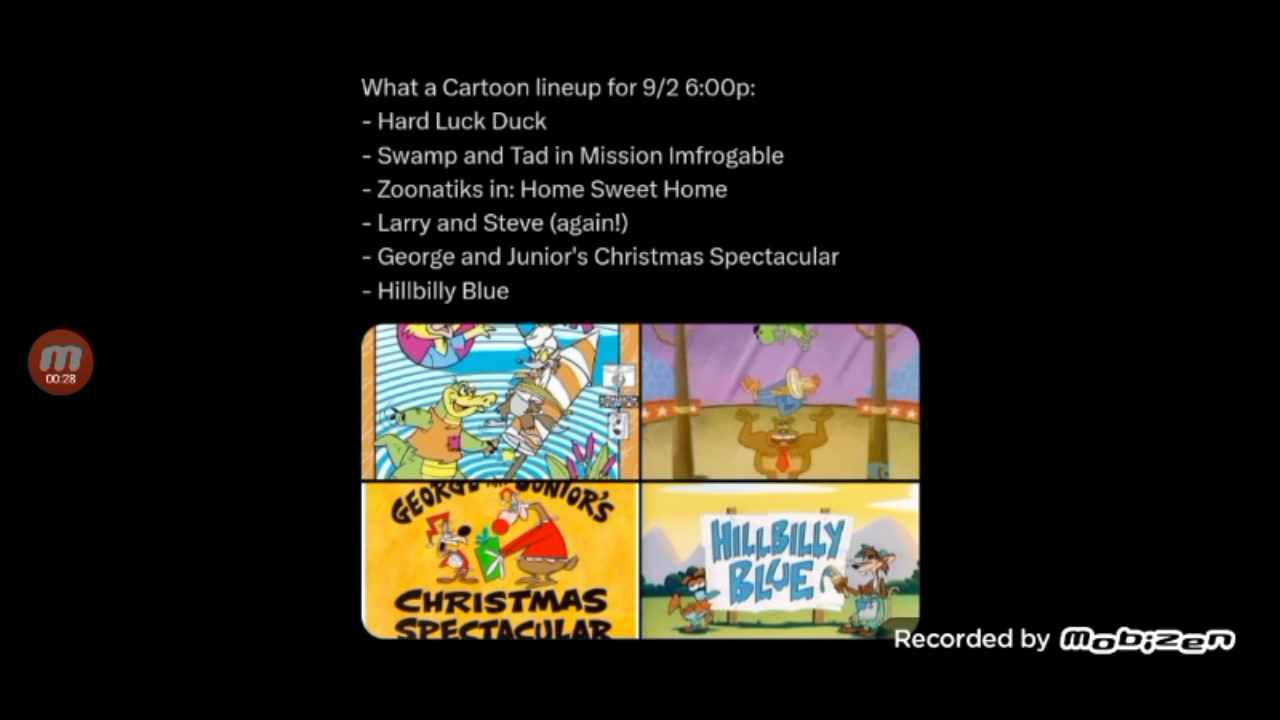 What a Cartoon lineup for 9/2 6:00p:
- Hard Luck Duck
- Swamp and Tad in Mission Imfrogable
- Zoonatiks in: Home Sweet Home
- Larry and Steve (again!)
- George and Junior's Christmas Spectacular
- Hillbilly Blue
00:28
GEORGE AND JUNIOR'S
CHRISTMAS
SPECTACULAR
HILLBILLY
BLUE
Recorded by mobizen